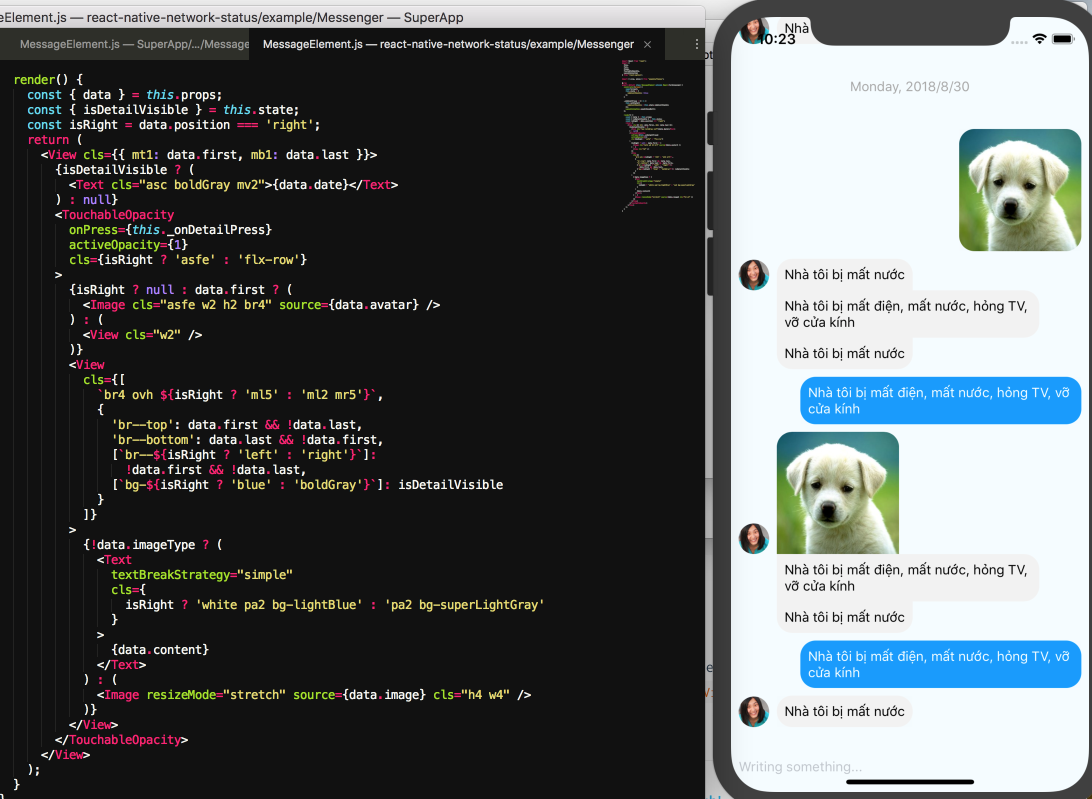 eElement.js — react-native-network-status/example/Messenger — SuperApp
MessageElement.js — SuperApp/.../Message
MessageElement.js — react-native-network-status/example/Messenger ×
render() {
const { data } = this.props;
const { isDetailVisible } = this.state;
const isRight = data.position === 'right';
return (
<View cls={{ mt1: data.first, mb1: data.last }}>
{isDetailVisible ? (
<Text cls="asc boldGray mv2">{data.date}</Text>
) : null}
<TouchableOpacity
onPress={this._onDetailPress}
activeOpacity={1}
cls={isRight ? 'asfe' : 'flx-row'}
>
{isRight ? null : data.first ? (
<Image cls="asfe w2 h2 br4" source={data.avatar} />
) : (
<View cls="w2" />
)}
<View
cls={[
`br4 ovh ${isRight ? 'ml5' : 'ml2 mr5'}`,
{
'br--top': data.first && !data.last,
'br--bottom': data.last && !data.first,
[`br--${isRight ? 'left' : 'right'}`]:
!data.first && !data.last,
[`bg-${isRight ? 'blue' : 'boldGray'}`]: isDetailVisible
}
]}
>
{!data.imageType ? (
<Text
textBreakStrategy="simple"
cls={
isRight ? 'white pa2 bg-lightBlue' : 'pa2 bg-superLightGray'
}
>
{data.content}
</Text>
) : (
<Image resizeMode="stretch" source={data.image} cls="h4 w4" />
)}
</View>
</TouchableOpacity>
</View>
);
}
Nhà
10:23
Monday, 2018/8/30
Nhà tôi bị mất nước
Nhà tôi bị mất điện, mất nước, hỏng TV,
vỡ cửa kính
Nhà tôi bị mất nước
Nhà tôi bị mất điện, mất nước, hỏng TV, vỡ
cửa kính
Nhà tôi bị mất điện, mất nước, hỏng TV,
vỡ cửa kính
Nhà tôi bị mất nước
Nhà tôi bị mất điện, mất nước, hỏng TV, vỡ
cửa kính
Nhà tôi bị mất nước
Writing something...